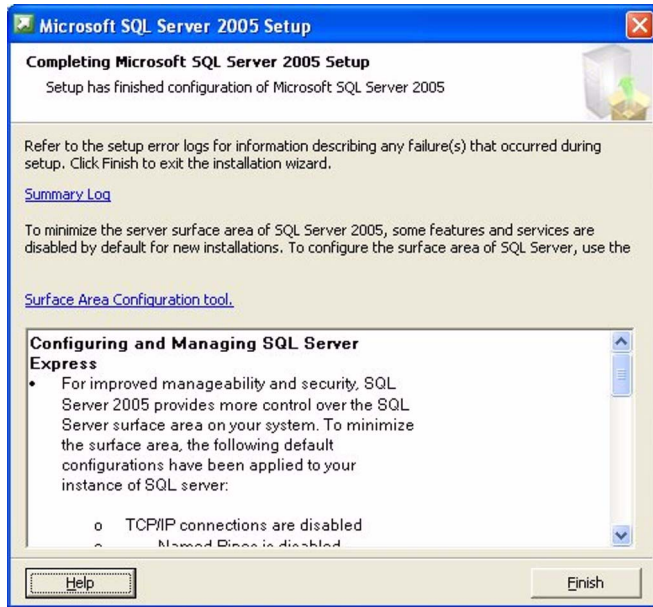 Microsoft SQL Server 2005 Setup
Completing Microsoft SQL Server 2005 Setup
Setup has finished configuration of Microsoft SQL Server 2005
Refer to the setup error logs for information describing any failure(s) that occurred during
setup. Click Finish to exit the installation wizard.
Summary Log
To minimize the server surface area of SQL Server 2005, some features and services are
disabled by default for new installations. To configure the surface area of SQL Server, use the
Surface Area Configuration tool.
Configuring and Managing SQL Server
Express
• For improved manageability and security, SQL
Server 2005 provides more control over the SQL
Server surface area on your system. To minimize
the surface area, the following default
configurations have been applied to your
instance of SQL server:
o TCP/IP connections are disabled
o Named Pipes is disabled
Help
Finish